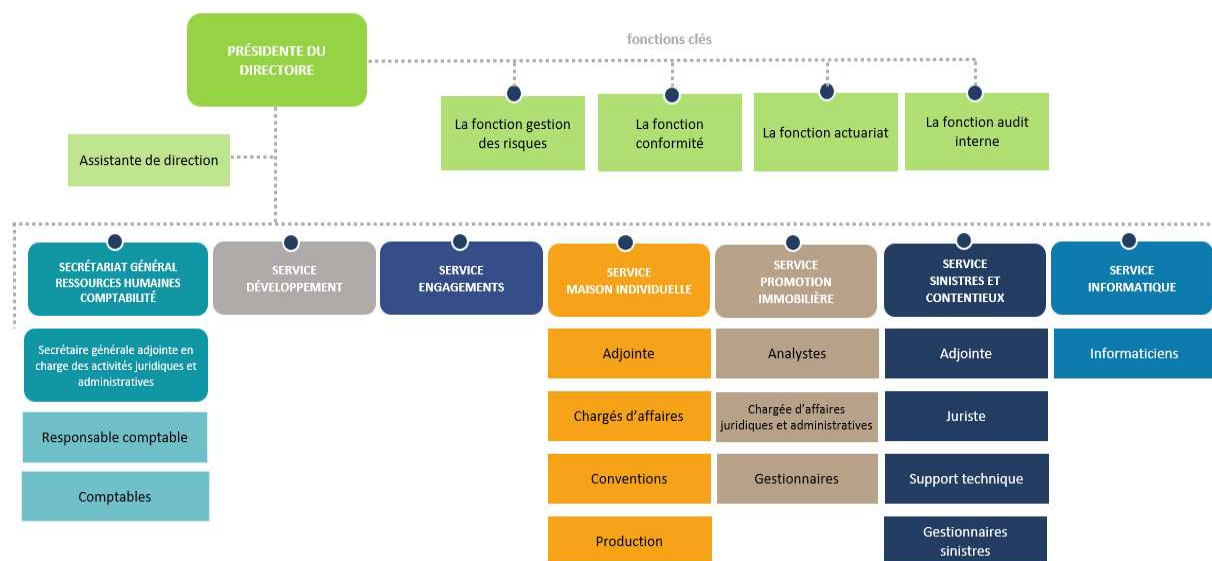 PRÉSIDENTE DU
DIRECTOIRE
fonctions clés
La fonction gestion
des risques
La fonction
conformité
La fonction actuariat
La fonction audit
interne
Assistante de direction
SECRÉTARIAT GÉNÉRAL
RESSOURCES HUMAINES
COMPTABILITÉ
SERVICE
DÉVELOPPEMENT
SERVICE
ENGAGEMENTS
SERVICE
MAISON INDIVIDUELLE
SERVICE
PROMOTION
IMMOBILIÈRE
SERVICE
SINISTRES ET
CONTENTIEUX
SERVICE
INFORMATIQUE
Secrétaire générale adjointe en
charge des activités juridiques et
administratives
Responsable comptable
Comptables
Adjointe
Chargés d’affaires
Conventions
Production
Analystes
Chargée d’affaires
juridiques et administratives
Gestionnaires
Adjointe
Juriste
Support technique
Gestionnaires
sinistres
Informaticiens